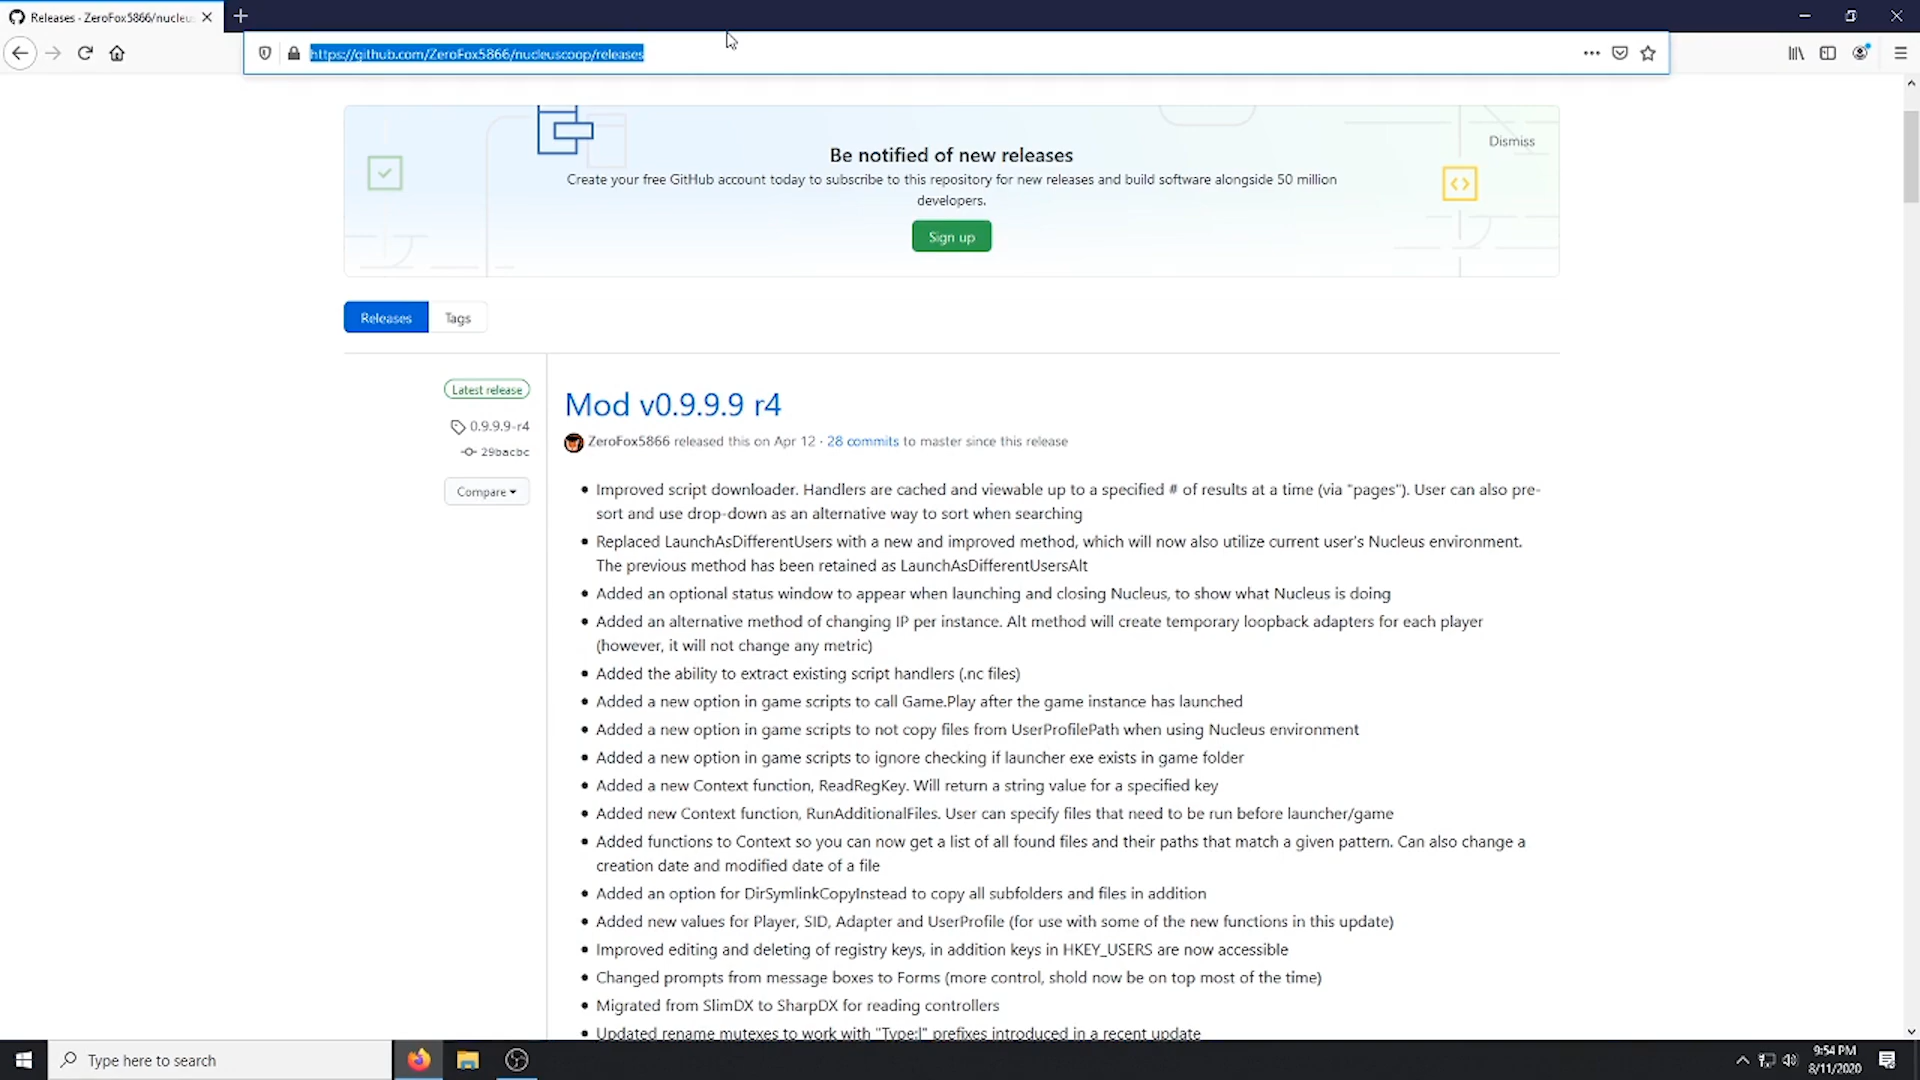 Releases · ZeroFox5866/nucleus
https://github.com/ZeroFox5866/nucleuscoop/releases
Be notified of new releases
Dismiss
Create your free GitHub account today to subscribe to this repository for new releases and build software alongside 50 million
developers.
Sign up
Releases
Tags
Latest release
0.9.9.9-r4
29bacbc
Compare
Mod v0.9.9.9 r4
ZeroFox5866 released this on Apr 12 · 28 commits to master since this release
• Improved script downloader. Handlers are cached and viewable up to a specified # of results at a time (via "pages"). User can also pre-
sort and use drop-down as an alternative way to sort when searching
• Replaced LaunchAsDifferentUsers with a new and improved method, which will now also utilize current user's Nucleus environment.
The previous method has been retained as LaunchAsDifferentUsersAlt
• Added an optional status window to appear when launching and closing Nucleus, to show what Nucleus is doing
• Added an alternative method of changing IP per instance. Alt method will create temporary loopback adapters for each player
(however, it will not change any metric)
• Added the ability to extract existing script handlers (.nc files)
• Added a new option in game scripts to call Game.Play after the game instance has launched
• Added a new option in game scripts to not copy files from UserProfilePath when using Nucleus environment
• Added a new option in game scripts to ignore checking if launcher exe exists in game folder
• Added a new Context function, ReadRegKey. Will return a string value for a specified key
• Added new Context function, RunAdditionalFiles. User can specify files that need to be run before launcher/game
• Added functions to Context so you can now get a list of all found files and their paths that match a given pattern. Can also change a
creation date and modified date of a file
• Added an option for DirSymlinkCopyInstead to copy all subfolders and files in addition
• Added new values for Player, SID, Adapter and UserProfile (for use with some of the new functions in this update)
• Improved editing and deleting of registry keys, in addition keys in HKEY_USERS are now accessible
• Changed prompts from message boxes to Forms (more control, shold now be on top most of the time)
• Migrated from SlimDX to SharpDX for reading controllers
• Updated rename mutexes to work with "Type:|" prefixes introduced in a recent update
Type here to search
9:54 PM
8/11/2020